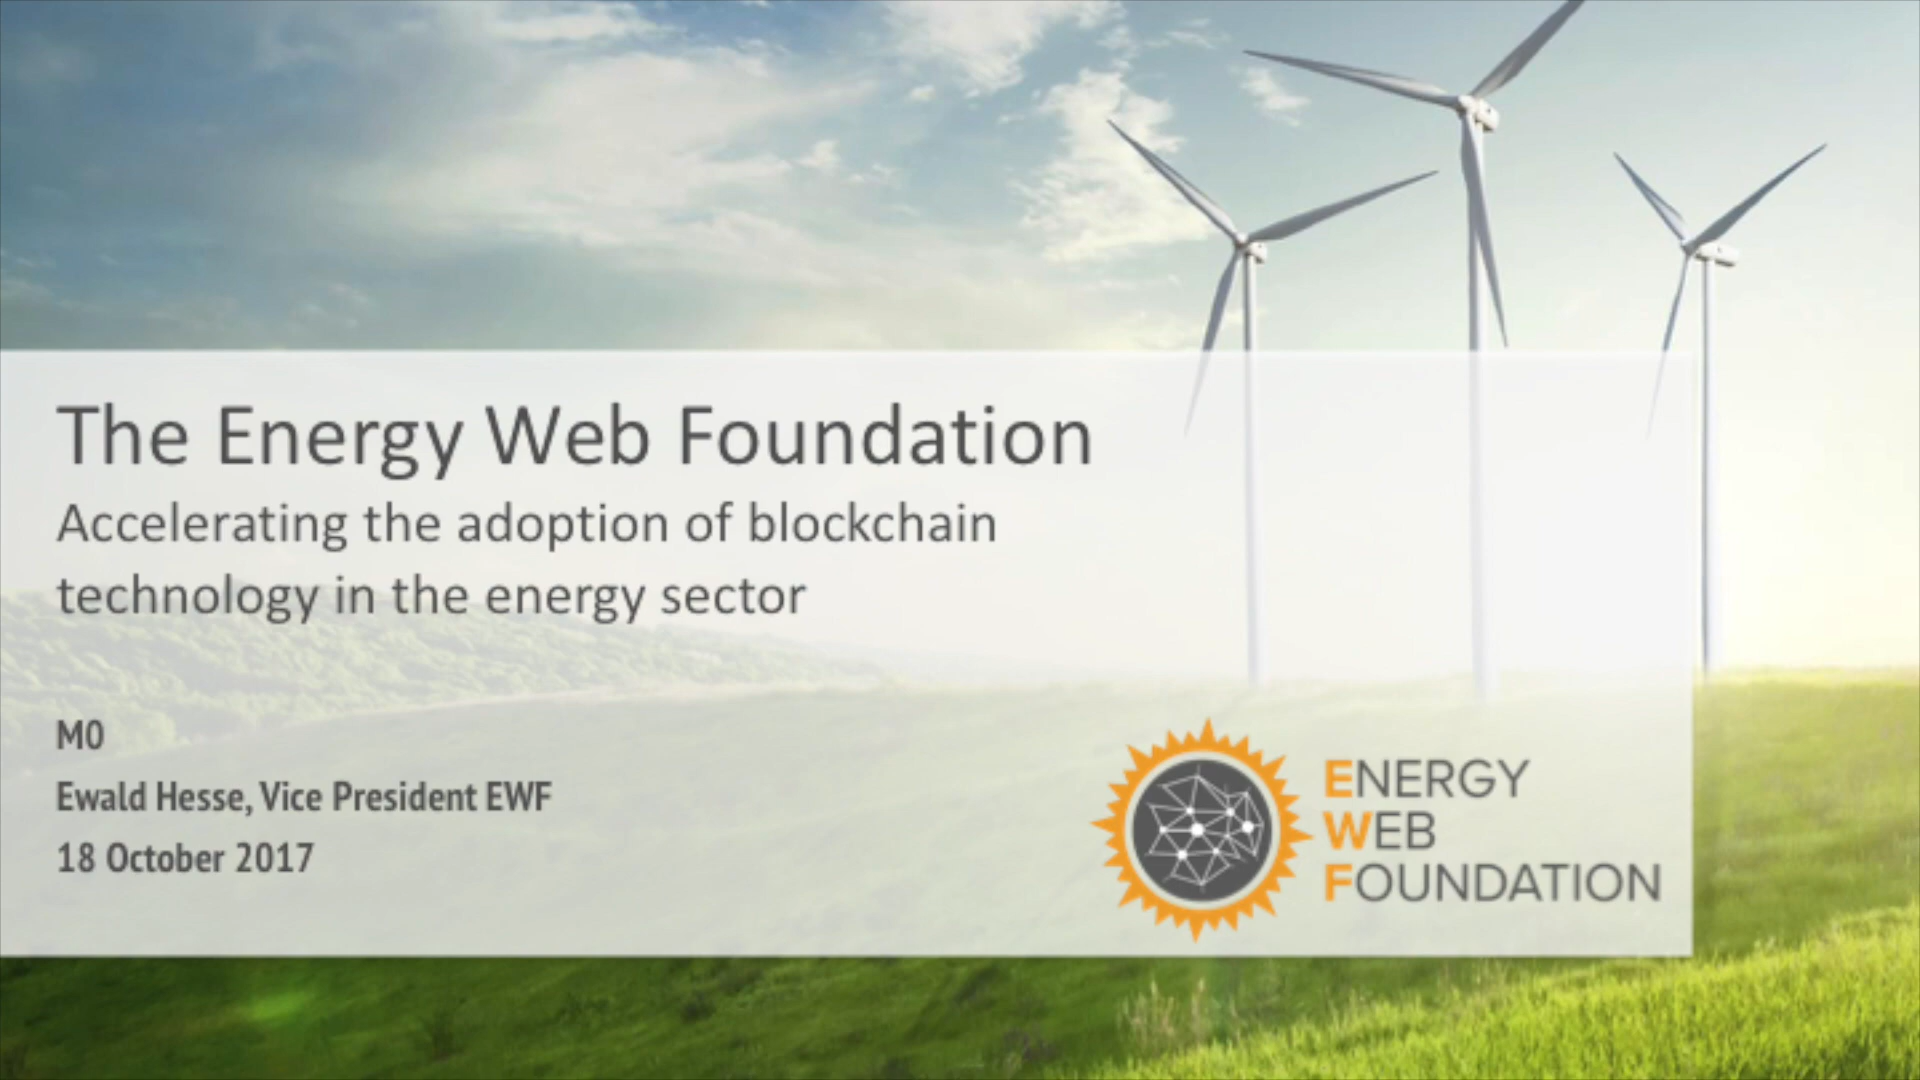 The Energy Web Foundation
Accelerating the adoption of blockchain
technology in the energy sector
M0
Ewald Hesse, Vice President EWF
18 October 2017
ENERGY
WEB
FOUNDATION